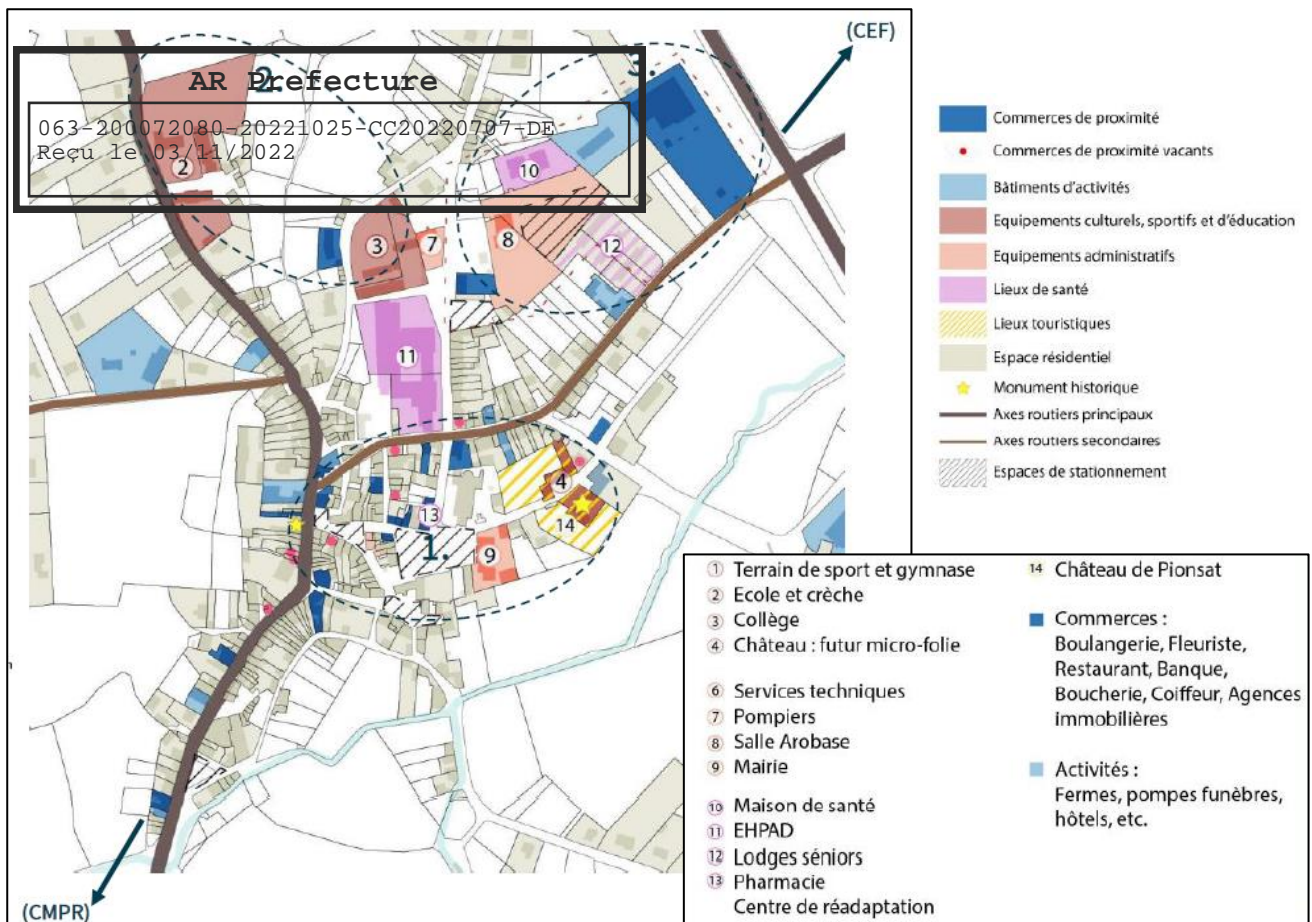 (CEF)
AR Prefecture
2.
3.
063-200072080-20221025-CC20220707-DE
Reçu le 03/11/2022
2
10
3
7
8
12
11
4
13
14
1.
9
(CMPR)
Commerces de proximité
Commerces de proximité vacants
Bâtiments d'activités
Equipements culturels, sportifs et d'éducation
Equipements administratifs
Lieux de santé
Lieux touristiques
Espace résidentiel
Monument historique
Axes routiers principaux
Axes routiers secondaires
Espaces de stationnement
1 Terrain de sport et gymnase
2 Ecole et crèche
3 Collège
4 Château : futur micro-folie
6 Services techniques
7 Pompiers
8 Salle Arobase
9 Mairie
10 Maison de santé
11 EHPAD
12 Lodges séniors
13 Pharmacie
Centre de réadaptation
14 Château de Pionsat
Commerces :
Boulangerie, Fleuriste,
Restaurant, Banque,
Boucherie, Coiffeur, Agences
immobilières
Activités :
Fermes, pompes funèbres,
hôtels, etc.